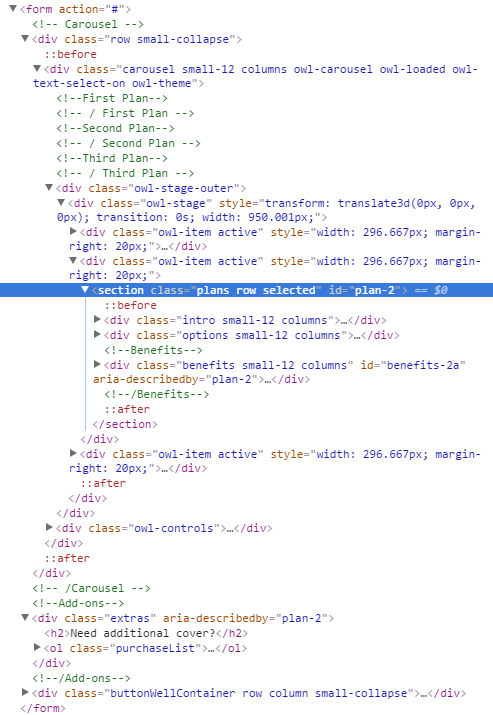 <form action="#">
<!-- Carousel -->
<div class="row small-collapse">
::before
<div class="carousel small-12 columns owl-carousel owl-loaded owl-
text-select-on owl-theme">
<!--First Plan-->
<!-- / First Plan -->
<!--Second Plan-->
<!-- / Second Plan -->
<!--Third Plan-->
<!-- / Third Plan -->
<div class="owl-stage-outer">
<div class="owl-stage" style="transform: translate3d(0px, 0px,
0px); transition: 0s; width: 950.001px;">
<div class="owl-item active" style="width: 296.667px; margin-
right: 20px;">…</div>
<div class="owl-item active" style="width: 296.667px; margin-
right: 20px;">
<section class="plans row selected" id="plan-2"> == $0
::before
<div class="intro small-12 columns">…</div>
<div class="options small-12 columns">…</div>
<!--Benefits-->
<div class="benefits small-12 columns" id="benefits-2a"
aria-describedby="plan-2">…</div>
<!--/Benefits-->
::after
</section>
</div>
<div class="owl-item active" style="width: 296.667px; margin-
right: 20px;">…</div>
::after
</div>
</div>
<div class="owl-controls">…</div>
</div>
::after
</div>
<!-- /Carousel -->
<!--Add-ons-->
<div class="extras" aria-describedby="plan-2">
<h2>Need additional cover?</h2>
<ol class="purchaseList">…</ol>
</div>
<!--/Add-ons-->
<div class="buttonWellContainer row column small-collapse">…</div>
</form>